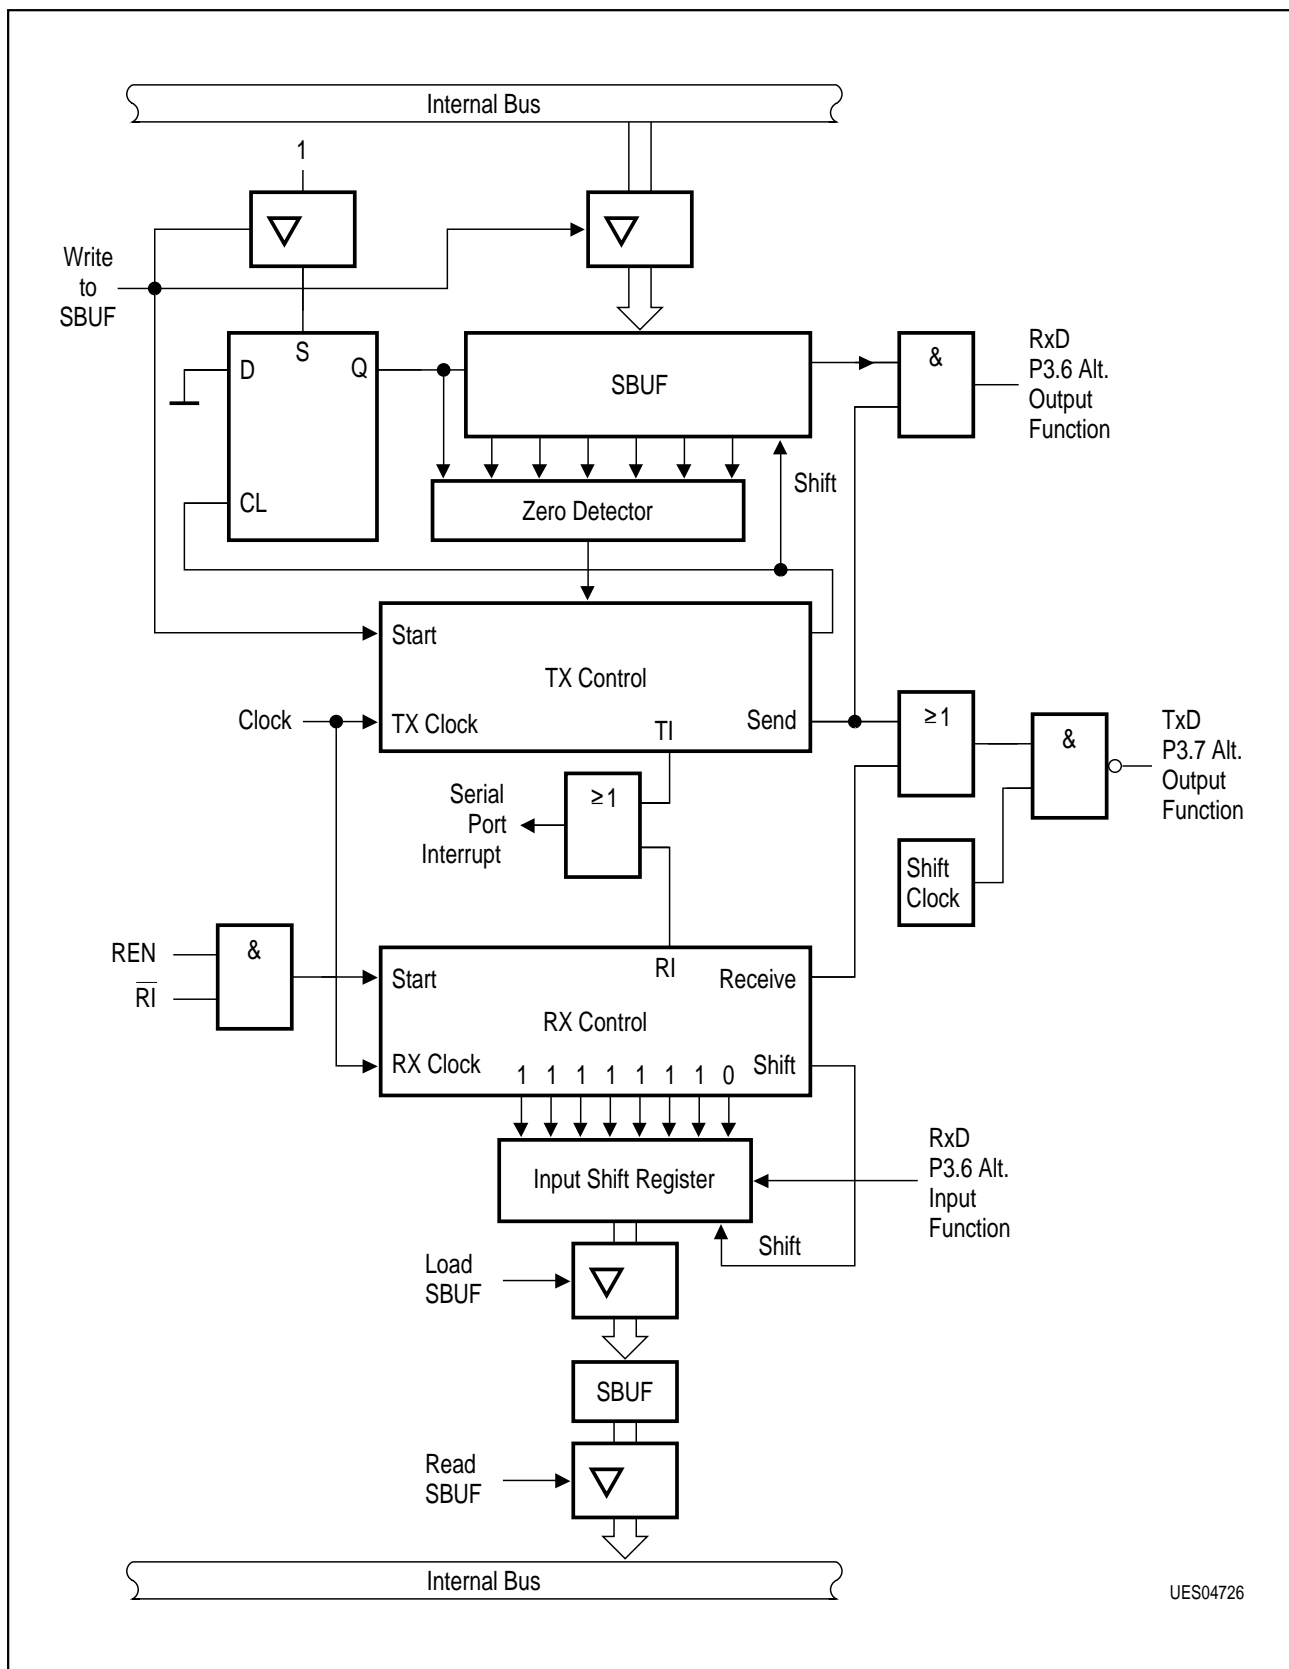 Internal Bus
1
Write
to
SBUF
S
D
Q
CL
SBUF
&
RxD
P3.6 Alt.
Output
Function
Shift
Zero Detector
Start
TX Control
TX Clock
TI
Send
Clock
≥1
&
TxD
P3.7 Alt.
Output
Function
Serial
Port
Interrupt
≥1
Shift
Clock
REN
R̅I̅
&
Start
RI
Receive
RX Control
RX Clock
1 1 1 1 1 1 1 0
Shift
Input Shift Register
RxD
P3.6 Alt.
Input
Function
Shift
Load
SBUF
SBUF
Read
SBUF
Internal Bus
UES04726